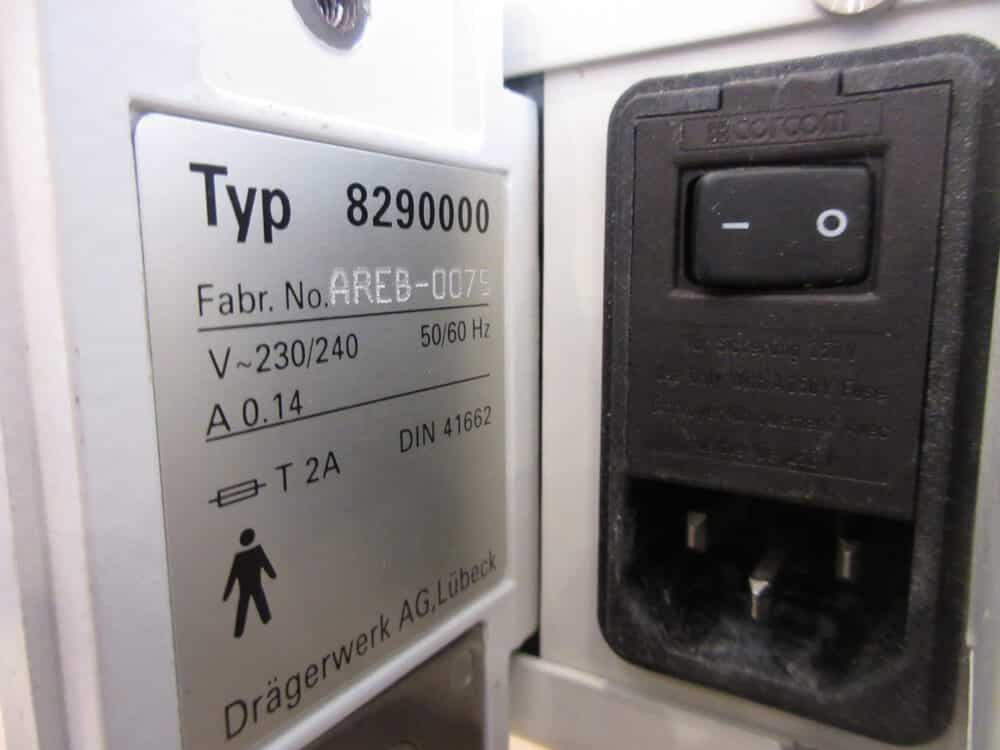 Typ 8290000
Fabr. No. AREB-0075
V~230/240 50/60 Hz
A 0.14
DIN 41662
T 2A
Drägerwerk AG, Lübeck
corcom
– O
Fuse